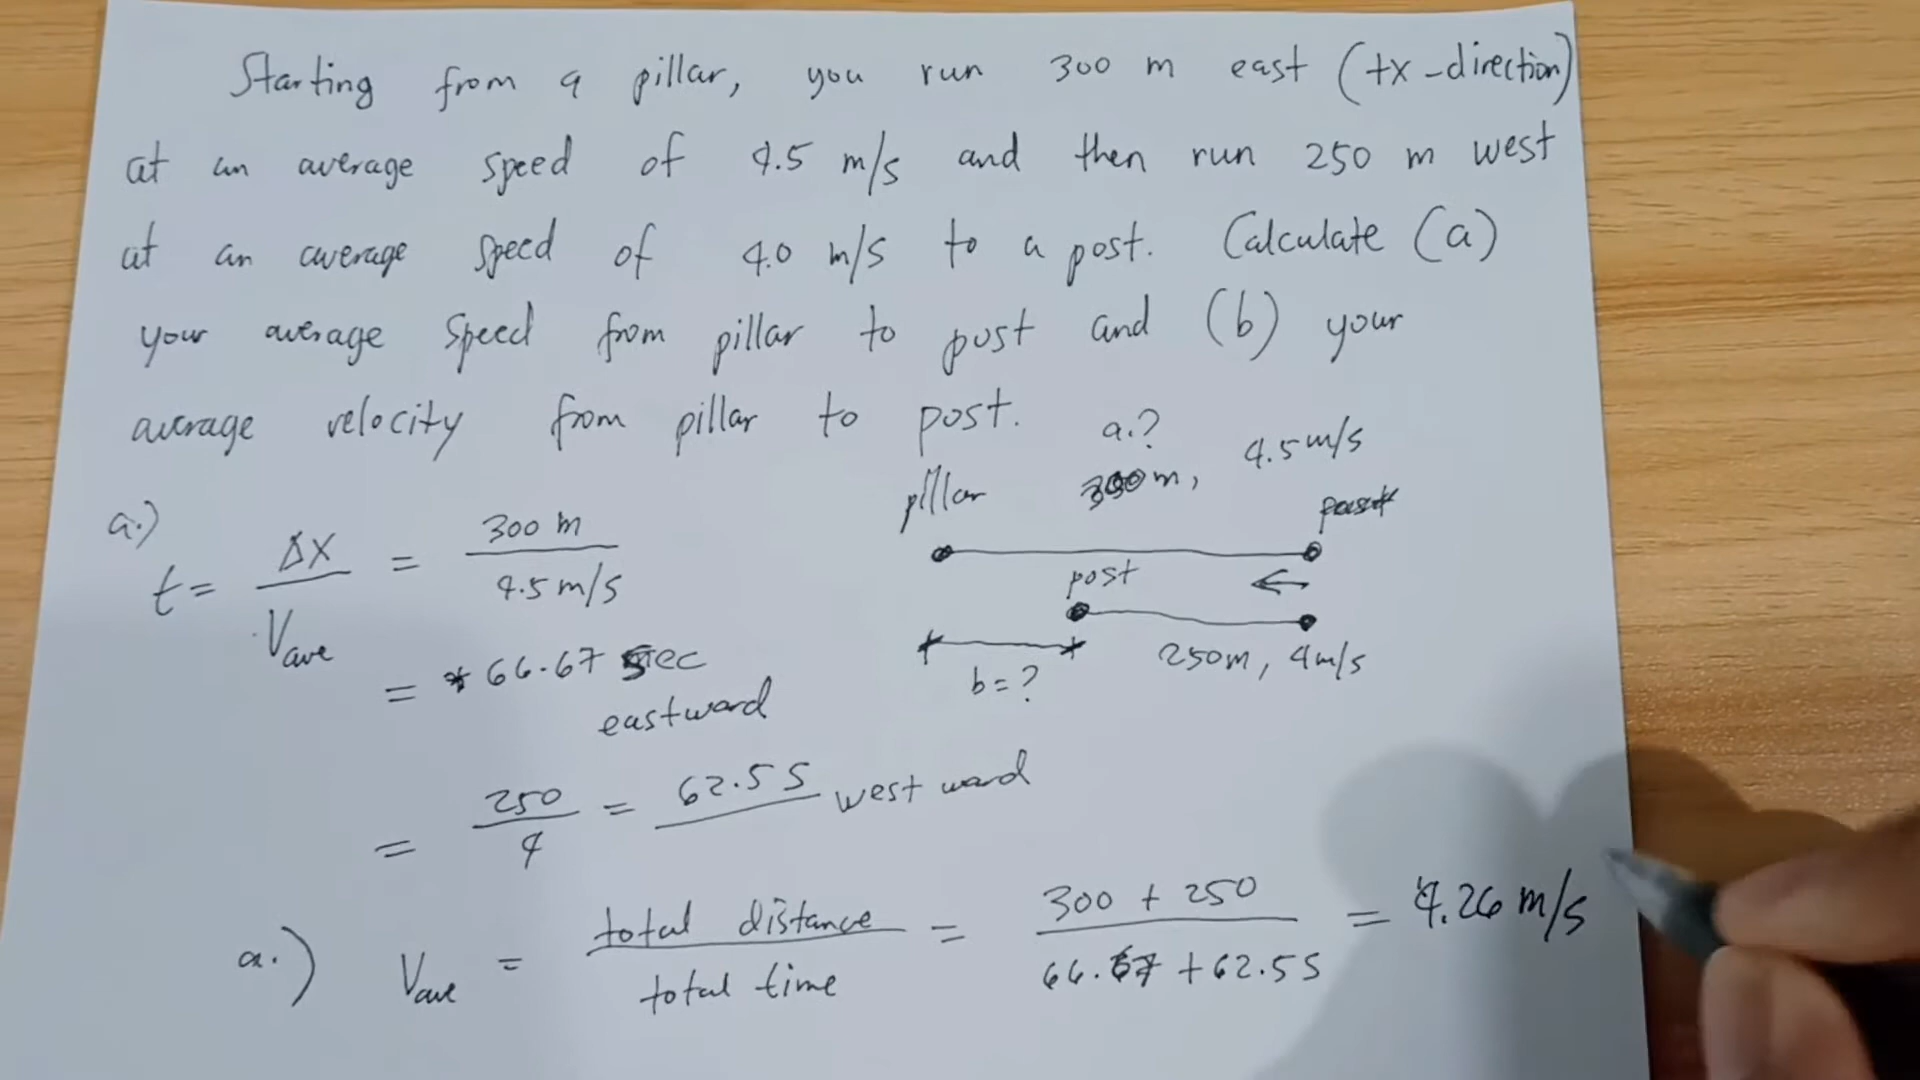 Starting from a pillar, you run 300 m east (+x-direction)
at an average speed of 4.5 m/s and then run 250 m west
at an average speed of 4.0 m/s to a post. Calculate (a)
your average speed from pillar to post and (b) your
average velocity from pillar to post.
a.?
pillar 300m, 4.5m/s
post
post
250m, 4m/s
b=?
a.)
t = Δx / Vave = 300 m / 4.5 m/s
= 66.67 sec
eastward
= 250 / 4 = 62.5 s westward
a.) Vave = total distance / total time = 300 + 250 / 66.67 + 62.5 s = 4.26 m/s